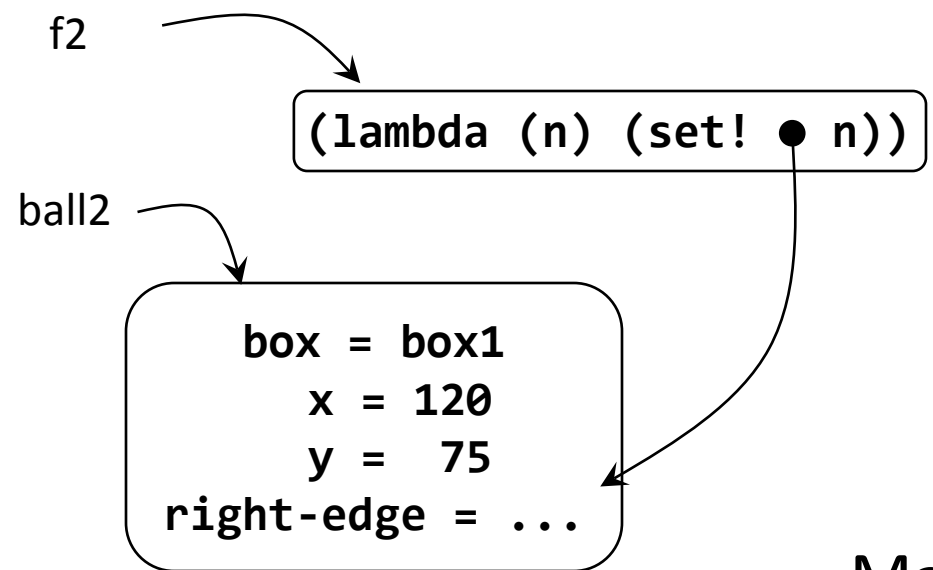 f2
(lambda (n) (set! ● n))
ball2
box = box1
x = 120
y = 75
right-edge = ...